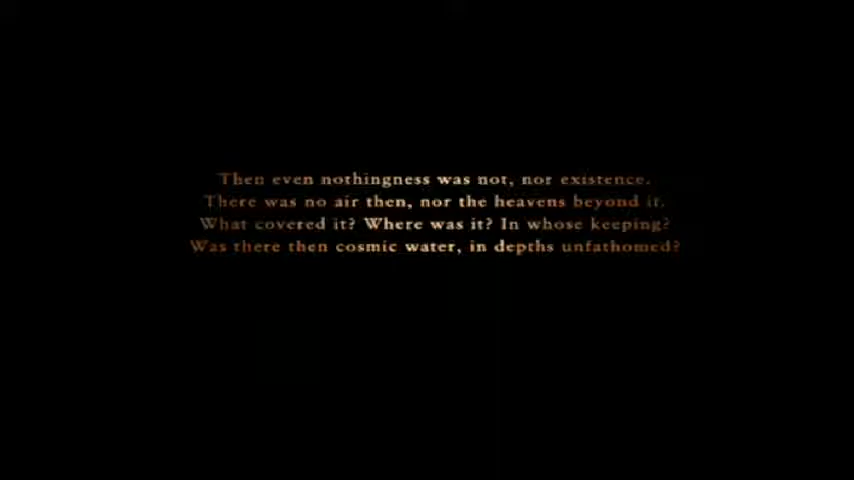 Then even nothingness was not, nor existence.
There was no air then, nor the heavens beyond it.
What covered it? Where was it? In whose keeping?
Was there then cosmic water, in depths unfathomed?